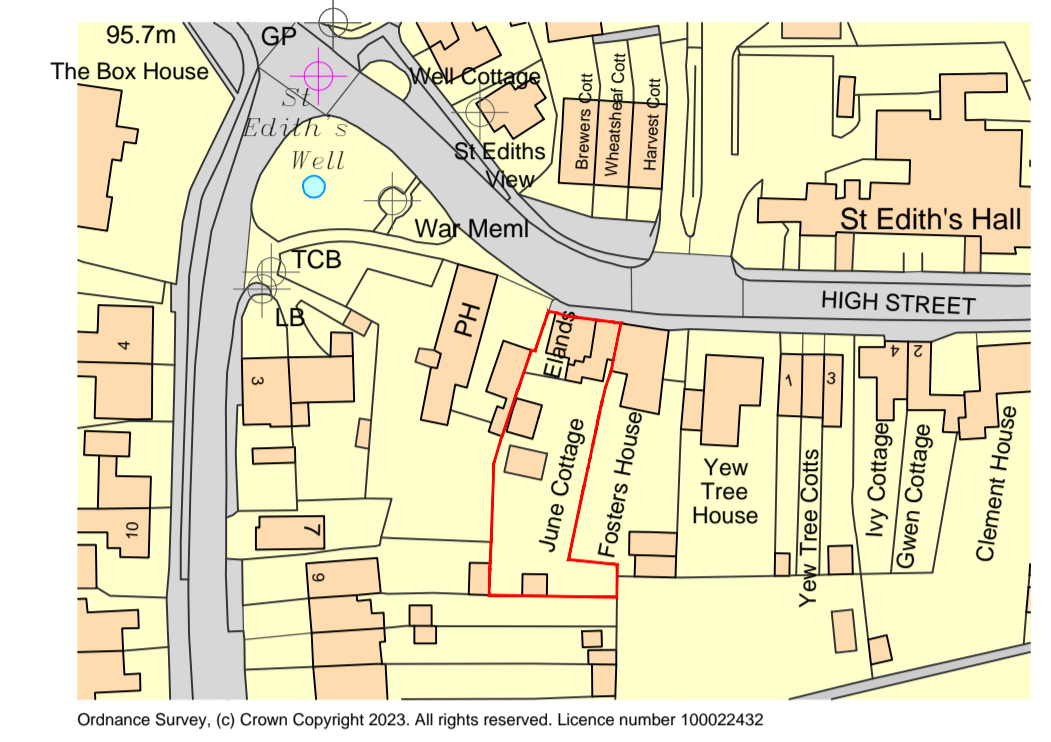 95.7m
GP
The Box House
Well Cottage
St
Edith's
Well
Brewers Cott
Wheatsheaf Cott
Harvest Cott
St Ediths
View
War Meml
St Edith's Hall
TCB
LB
HIGH STREET
PH
Elands
4
3
1
3
4
2
June Cottage
Fosters House
Yew
Tree
House
Yew Tree Cotts
Ivy Cottage
Gwen Cottage
Clement House
10
7
9
Ordnance Survey, (c) Crown Copyright 2023. All rights reserved. Licence number 100022432